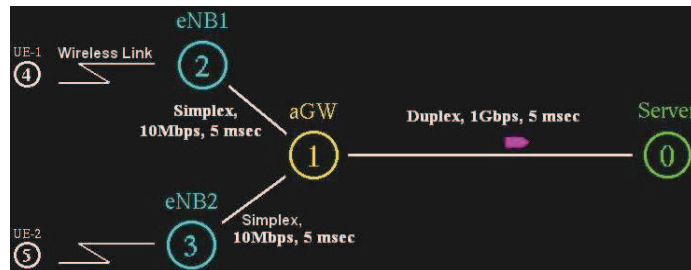 eNB1
UE-1
Wireless Link
4
2
Simplex,
10Mbps, 5 msec
aGW
1
Duplex, 1Gbps, 5 msec
Server
0
eNB2
UE-2
5
3
Simplex,
10Mbps, 5 msec